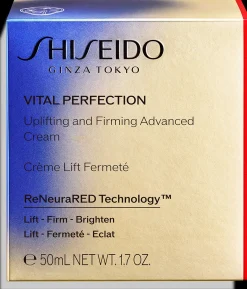 SHISEIDO
GINZA TOKYO
VITAL PERFECTION
Uplifting and Firming Advanced
Cream
Crème Lift Fermeté
ReNeuraRED Technology™
Lift - Firm - Brighten
Lift - Fermeté - Eclat
℮ 50mL NET WT. 1.7 OZ.